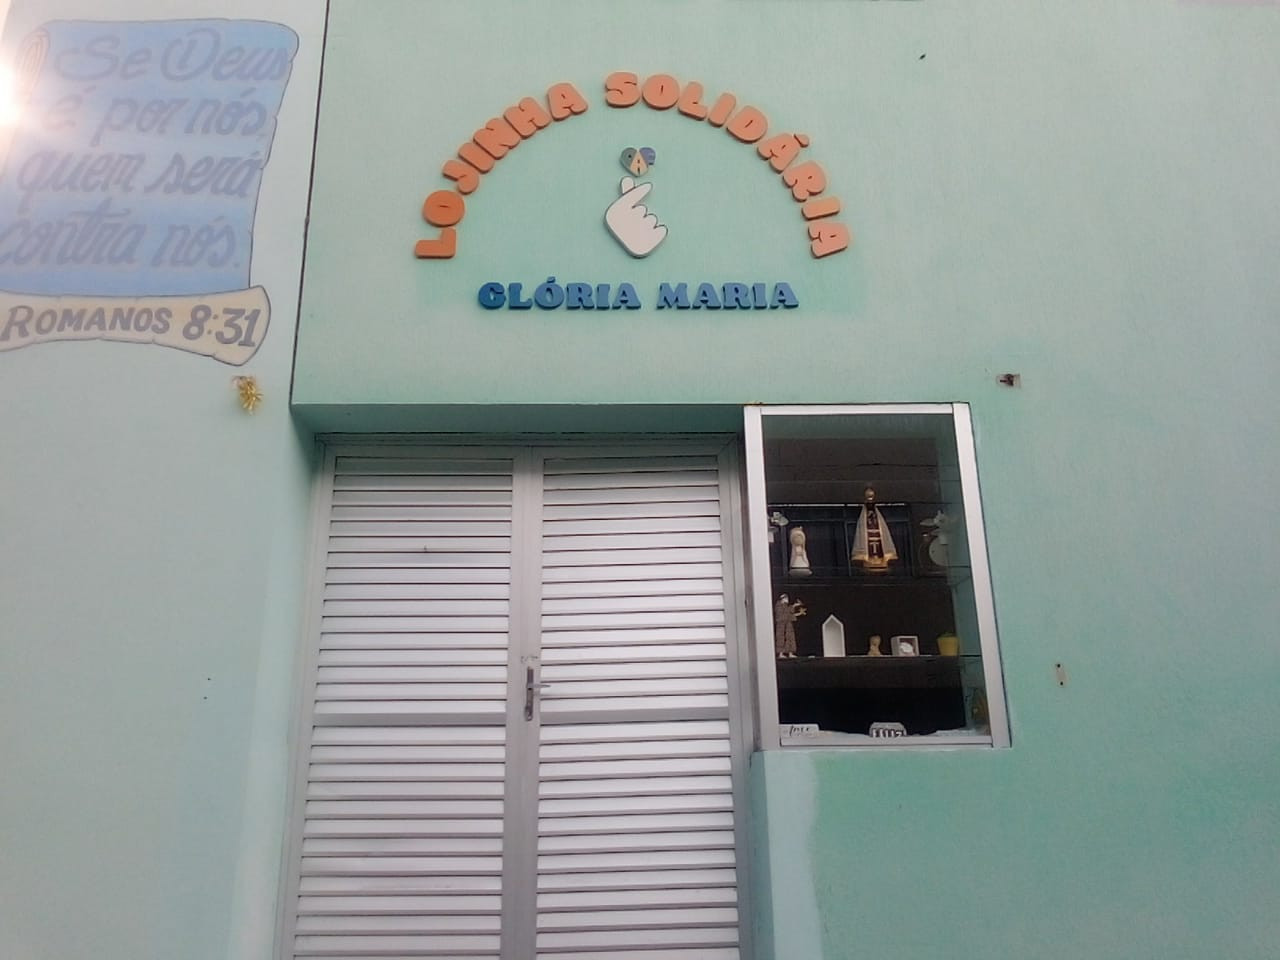 Se Deus
é por nós,
quem será
contra nós.
ROMANOS 8:31
LOJINHA SOLIDÁRIA
GLÓRIA MARIA